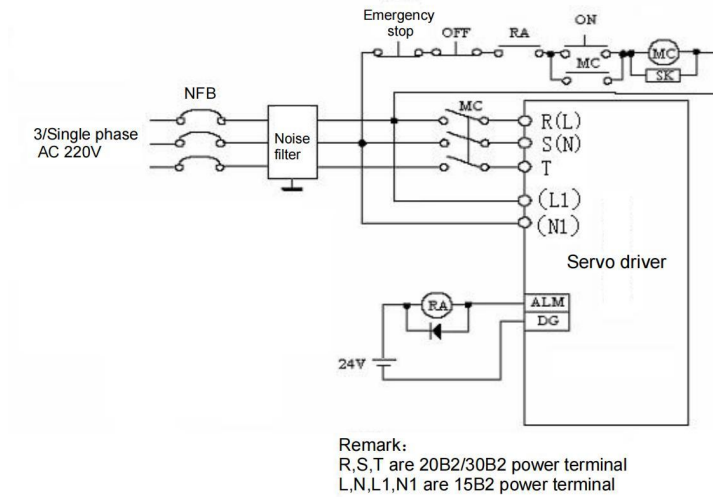 Emergency
stop
OFF
RA
ON
MC
MC
SK
NFB
MC
3/Single phase
AC 220V
Noise
filter
R(L)
S(N)
T
(L1)
(N1)
Servo driver
RA
ALM
DG
24V
Remark:
R,S,T are 20B2/30B2 power terminal
L,N,L1,N1 are 15B2 power terminal